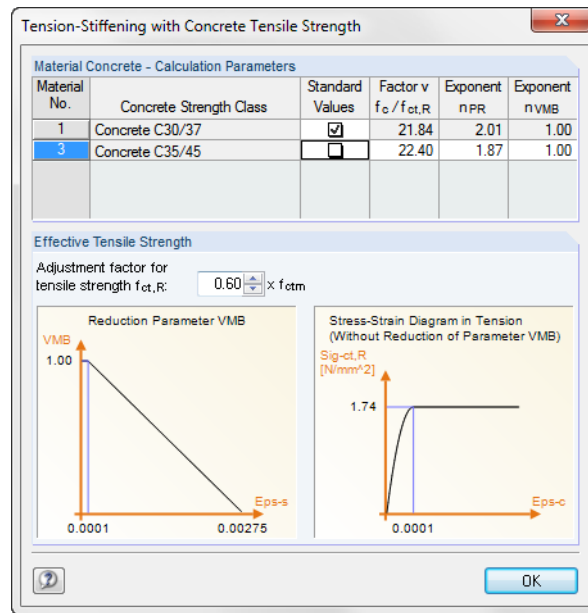 Tension-Stiffening with Concrete Tensile Strength
Material Concrete - Calculation Parameters
Material No. Concrete Strength Class Standard Values Factor v fc/fct,R Exponent nPR Exponent nVMB
1 Concrete C30/37 21.84 2.01 1.00
3 Concrete C35/45 22.40 1.87 1.00
Effective Tensile Strength
Adjustment factor for
tensile strength fct,R: 0.60 x fctm
Reduction Parameter VMB
VMB
1.00
Eps-s
0.0001 0.00275
Stress-Strain Diagram in Tension
(Without Reduction of Parameter VMB)
Sig-ct,R
[N/mm^2]
1.74
Eps-c
0.0001
OK